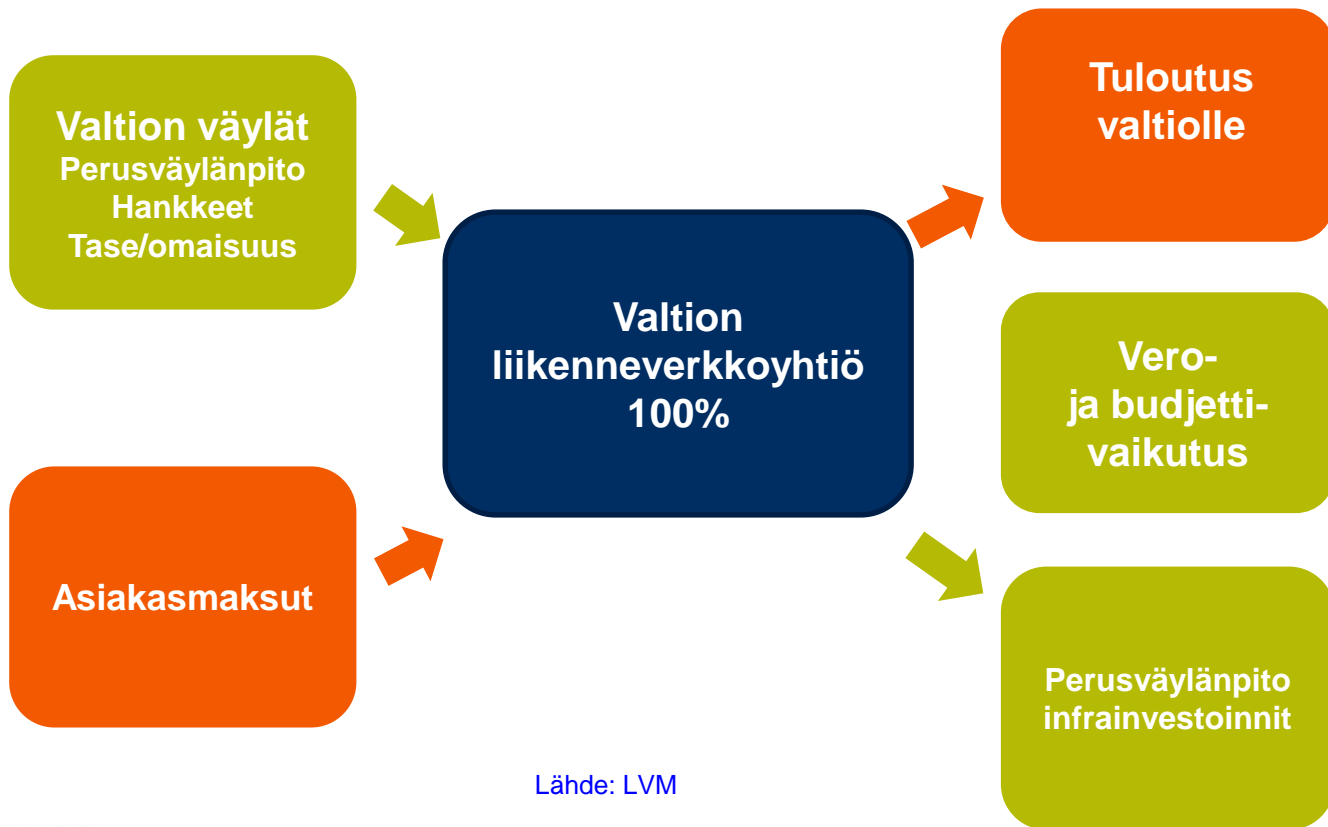 Valtion väylät
Perusväylänpito
Hankkeet
Tase/omaisuus
Asiakasmaksut
Valtion
liikenneverkkoyhtiö
100%
Tuloutus
valtiolle
Vero-
ja budjetti-
vaikutus
Perusväylänpito
infrainvestoinnit
Lähde: LVM